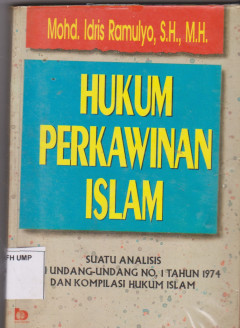 Mohd. Idris Ramulyo, S.H., M.H.
HUKUM
PERKAWINAN
ISLAM
FH UMP
SUATU ANALISIS
UNDANG-UNDANG NO, 1 TAHUN 1974
DAN KOMPILASI HUKUM ISLAM